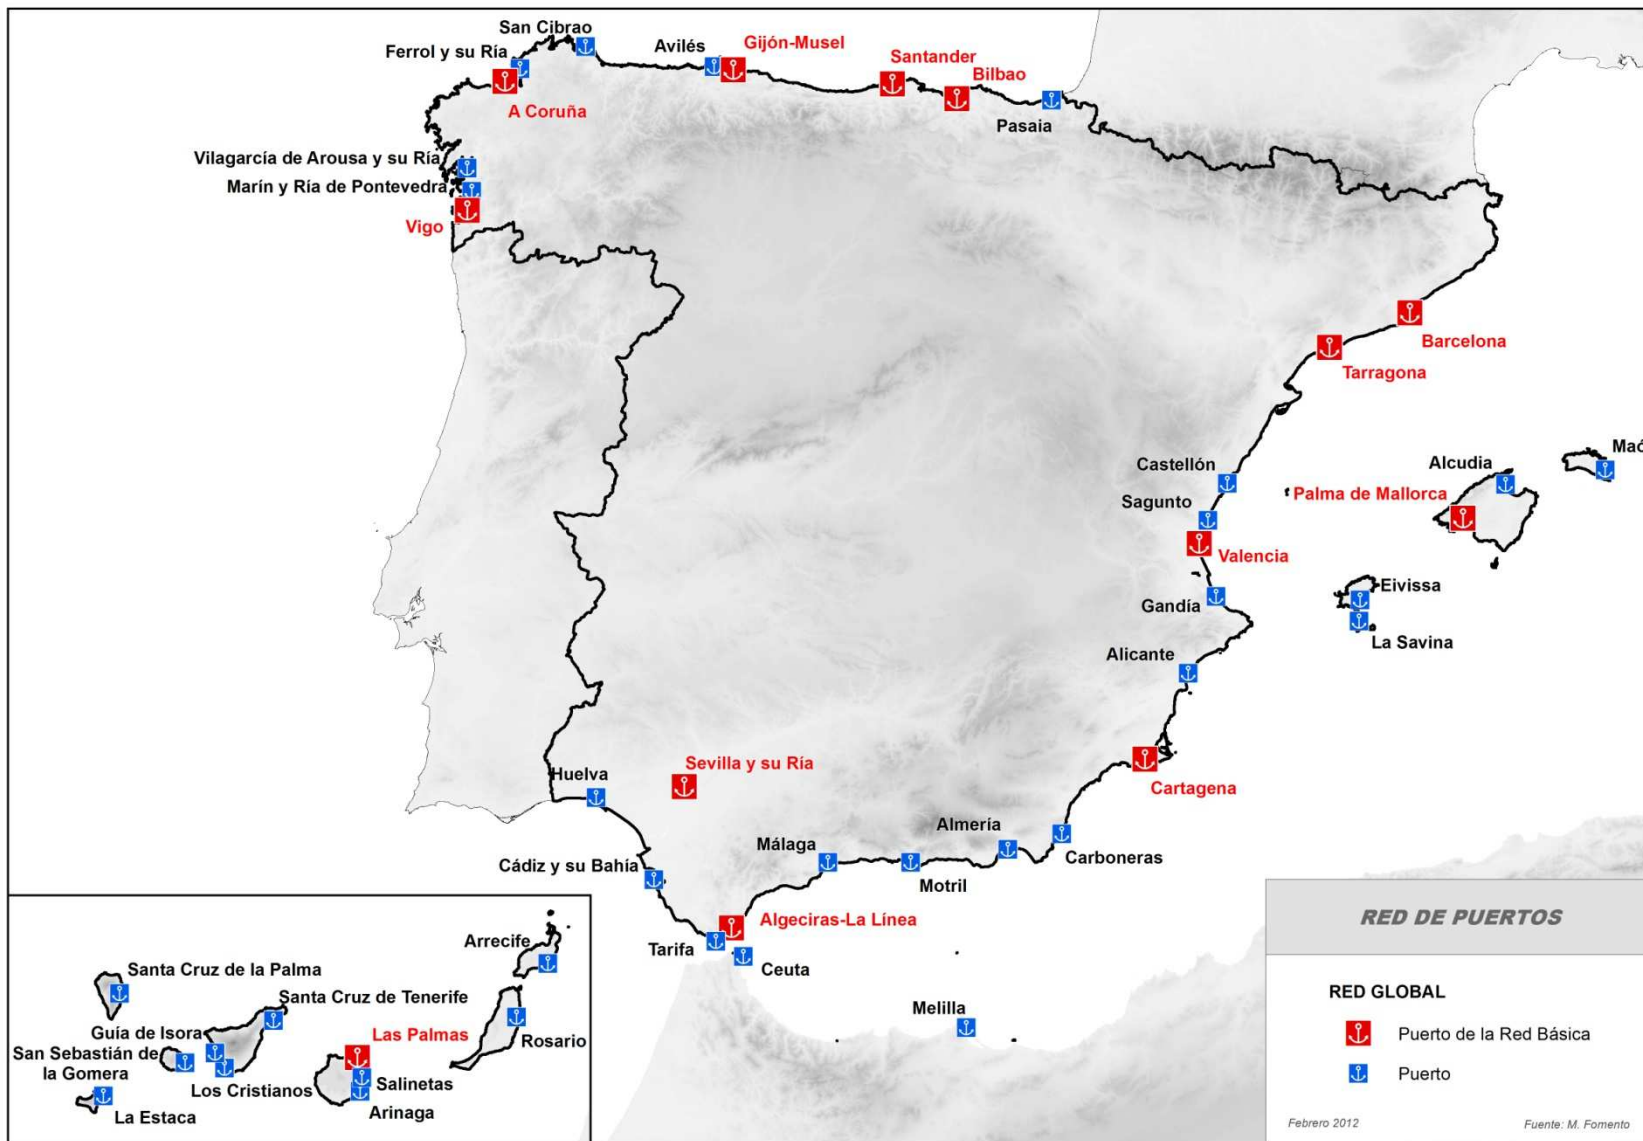 San Cibrao
Ferrol y su Ría
Avilés
Gijón-Musel
Santander
Bilbao
A Coruña
Pasaia
Vilagarcía de Arousa y su Ría
Marín y Ría de Pontevedra
Vigo
Barcelona
Tarragona
Castellón
Alcudia
Maó
Sagunto
Palma de Mallorca
Valencia
Eivissa
Gandía
La Savina
Alicante
Sevilla y su Ría
Huelva
Cartagena
Almería
Málaga
Carboneras
Cádiz y su Bahía
Motril
Algeciras-La Línea
Tarifa
Ceuta
Melilla
Arrecife
Santa Cruz de la Palma
Santa Cruz de Tenerife
Guía de Isora
Las Palmas
Rosario
San Sebastián de
la Gomera
Los Cristianos
Salinetas
Arinaga
La Estaca
RED DE PUERTOS
RED GLOBAL
Puerto de la Red Básica
Puerto
Febrero 2012
Fuente: M. Fomento